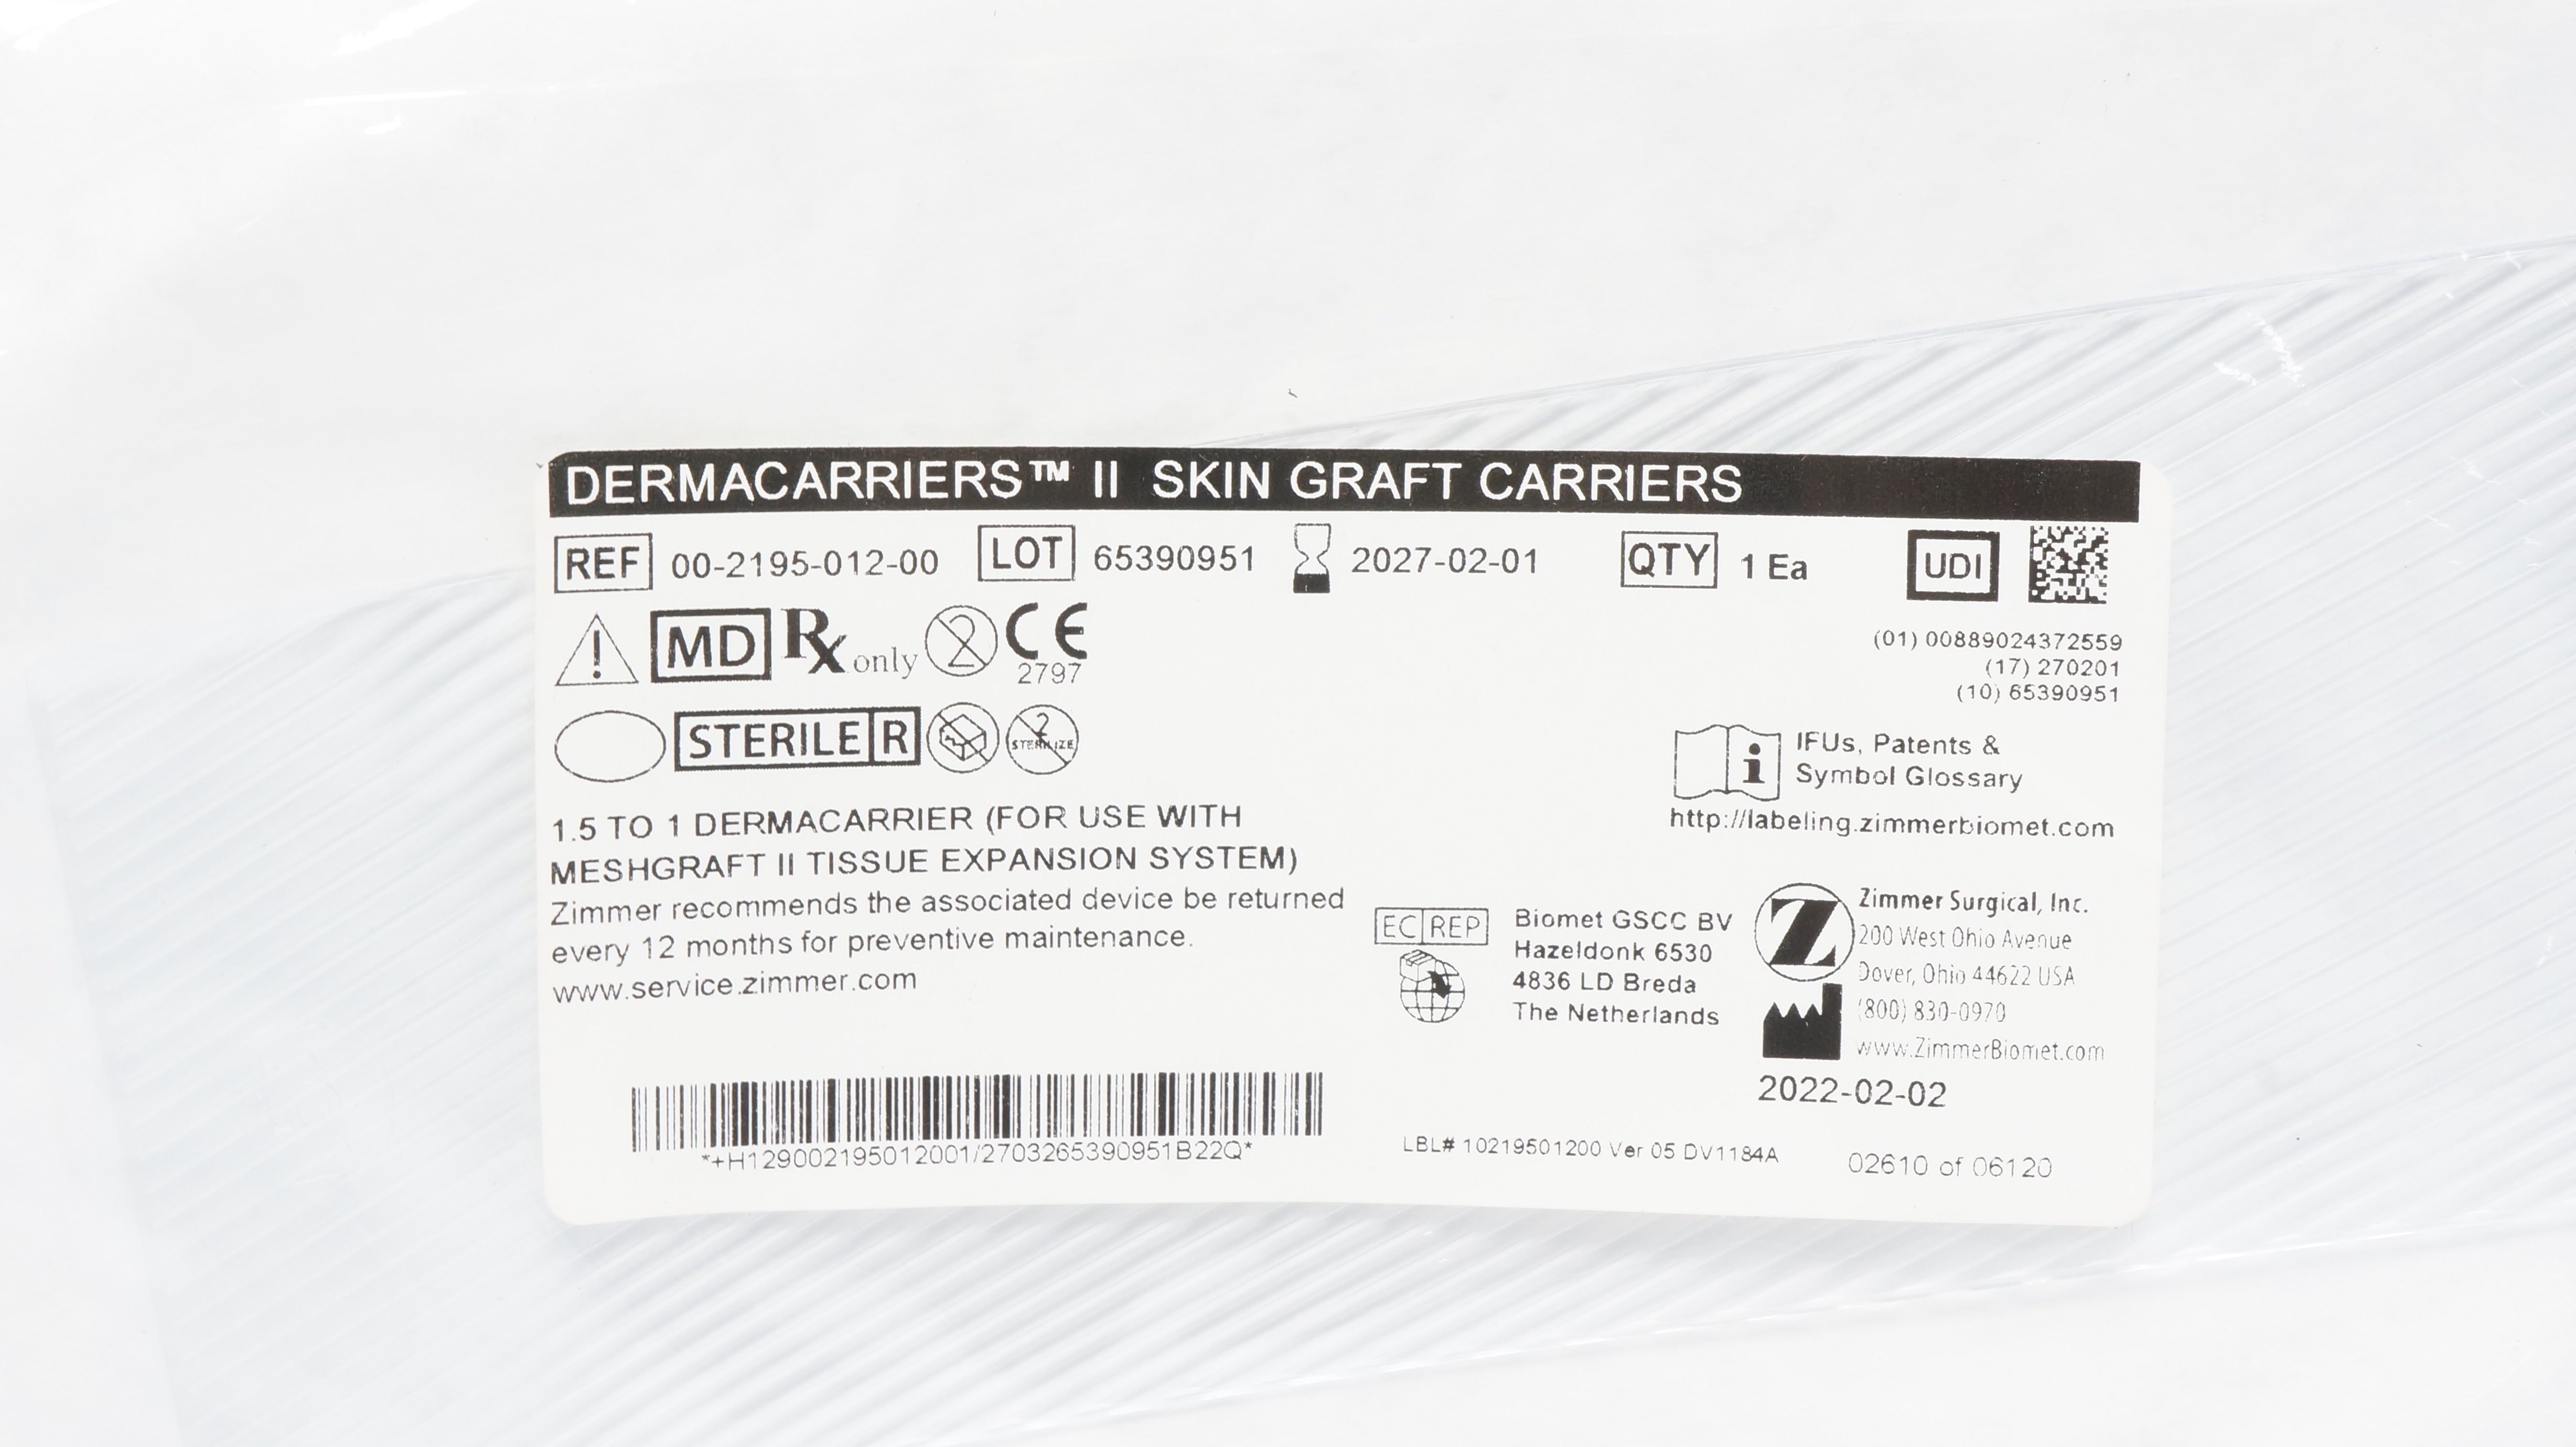 DERMACARRIERS™ II SKIN GRAFT CARRIERS
REF 00-2195-012-00 LOT 65390951 2027-02-01 QTY 1 Ea UDI
MD Rx only 2 CE
2797
(01) 00889024372559
(17) 270201
(10) 65390951
STERILE R 2 STERILIZE
IFUs, Patents &
Symbol Glossary
http://labeling.zimmerbiomet.com
1.5 TO 1 DERMACARRIER (FOR USE WITH
MESHGRAFT II TISSUE EXPANSION SYSTEM)
Zimmer recommends the associated device be returned
every 12 months for preventive maintenance.
www.service.zimmer.com
EC REP
Biomet GSCC BV
Hazeldonk 6530
4836 LD Breda
The Netherlands
Z
Zimmer Surgical, Inc.
200 West Ohio Avenue
Dover, Ohio 44622 USA
(800) 830-0970
www.ZimmerBiomet.com
2022-02-02
*+H129002195012001/2703265390951B22Q*
LBL# 10219501200 Ver 05 DV1184A
02610 of 06120